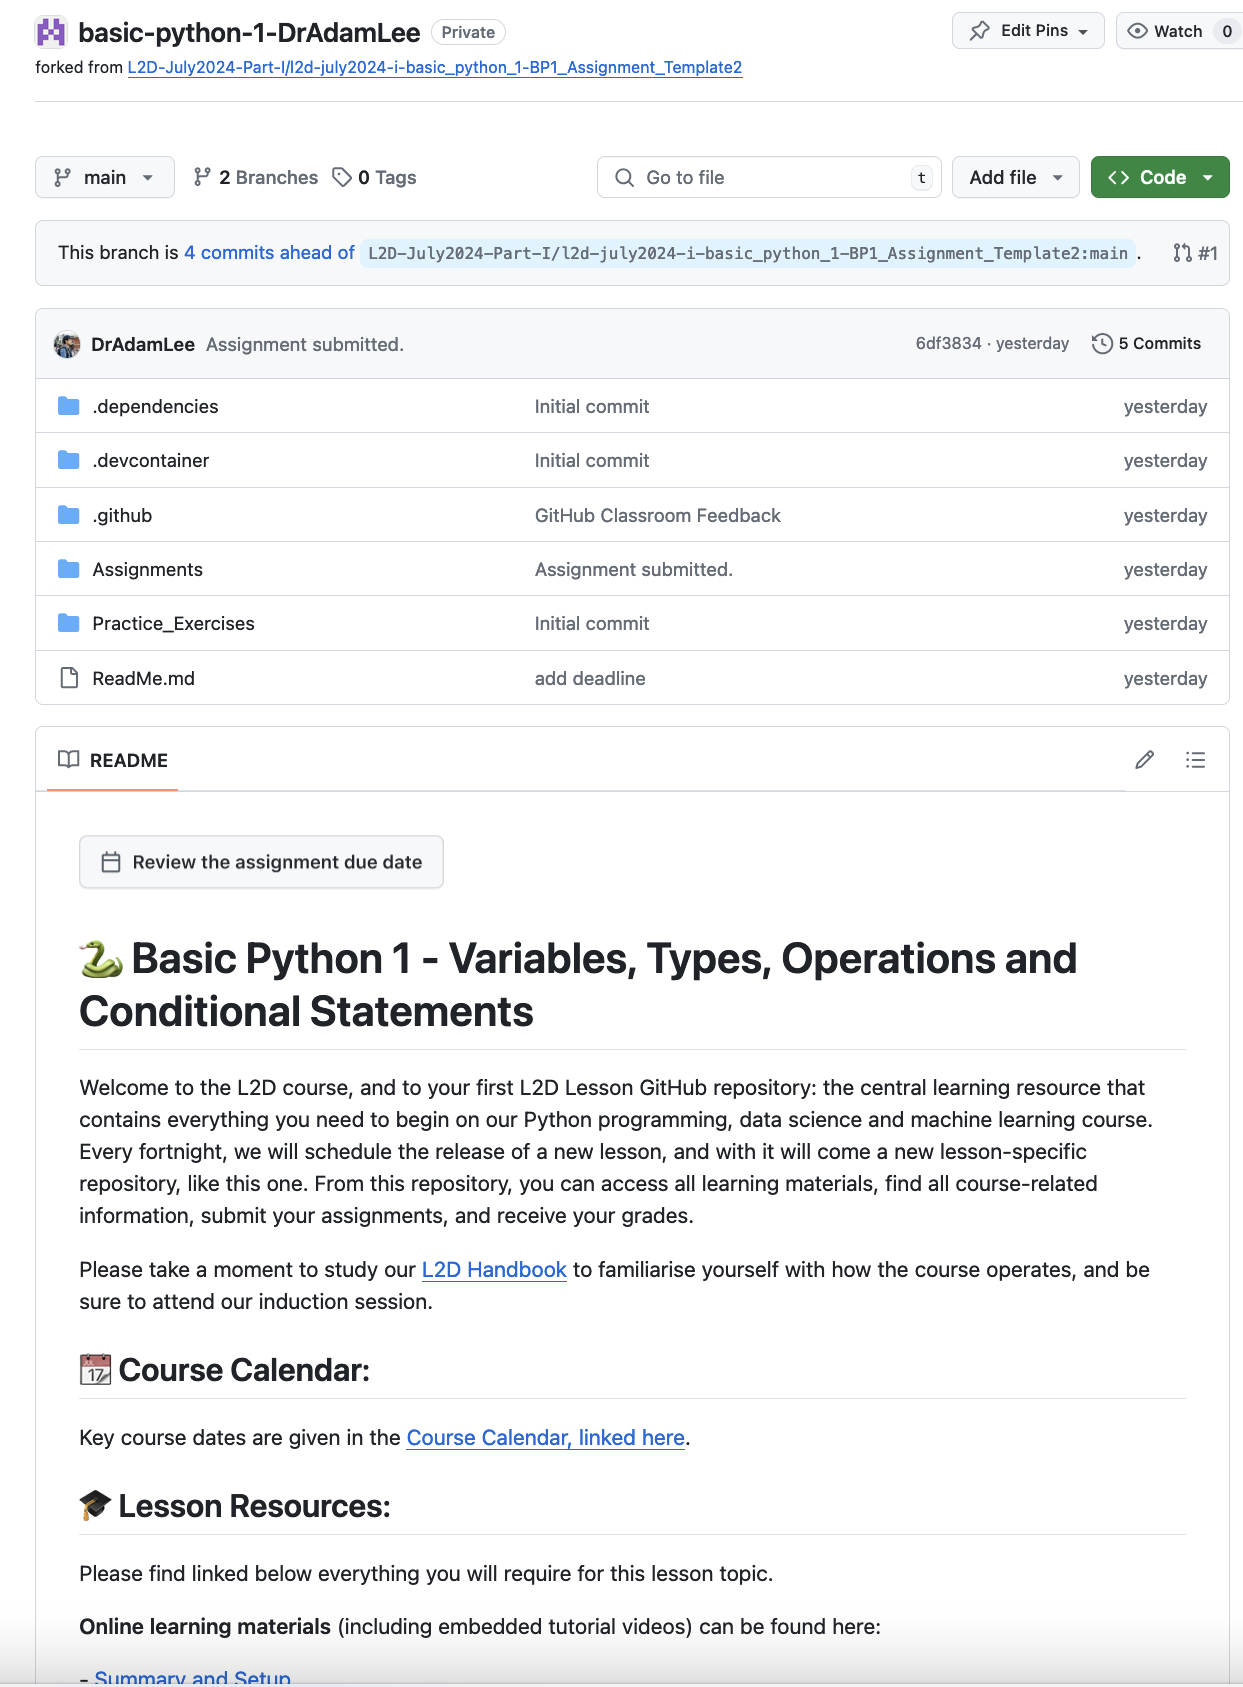 basic-python-1-DrAdamLee Private Edit Pins Watch 0
forked from L2D-July2024-Part-I/l2d-july2024-i-basic_python_1-BP1_Assignment_Template2
main 2 Branches 0 Tags Go to file t Add file Code
This branch is 4 commits ahead of L2D-July2024-Part-I/l2d-july2024-i-basic_python_1-BP1_Assignment_Template2:main . #1
DrAdamLee Assignment submitted. 6df3834 · yesterday 5 Commits
.dependencies Initial commit yesterday
.devcontainer Initial commit yesterday
.github GitHub Classroom Feedback yesterday
Assignments Assignment submitted. yesterday
Practice_Exercises Initial commit yesterday
ReadMe.md add deadline yesterday
README
Review the assignment due date
🐍 Basic Python 1 - Variables, Types, Operations and
Conditional Statements
Welcome to the L2D course, and to your first L2D Lesson GitHub repository: the central learning resource that
contains everything you need to begin on our Python programming, data science and machine learning course.
Every fortnight, we will schedule the release of a new lesson, and with it will come a new lesson-specific
repository, like this one. From this repository, you can access all learning materials, find all course-related
information, submit your assignments, and receive your grades.
Please take a moment to study our L2D Handbook to familiarise yourself with how the course operates, and be
sure to attend our induction session.
📆 Course Calendar:
Key course dates are given in the Course Calendar, linked here.
🎓 Lesson Resources:
Please find linked below everything you will require for this lesson topic.
Online learning materials (including embedded tutorial videos) can be found here:
- Summary and Setup